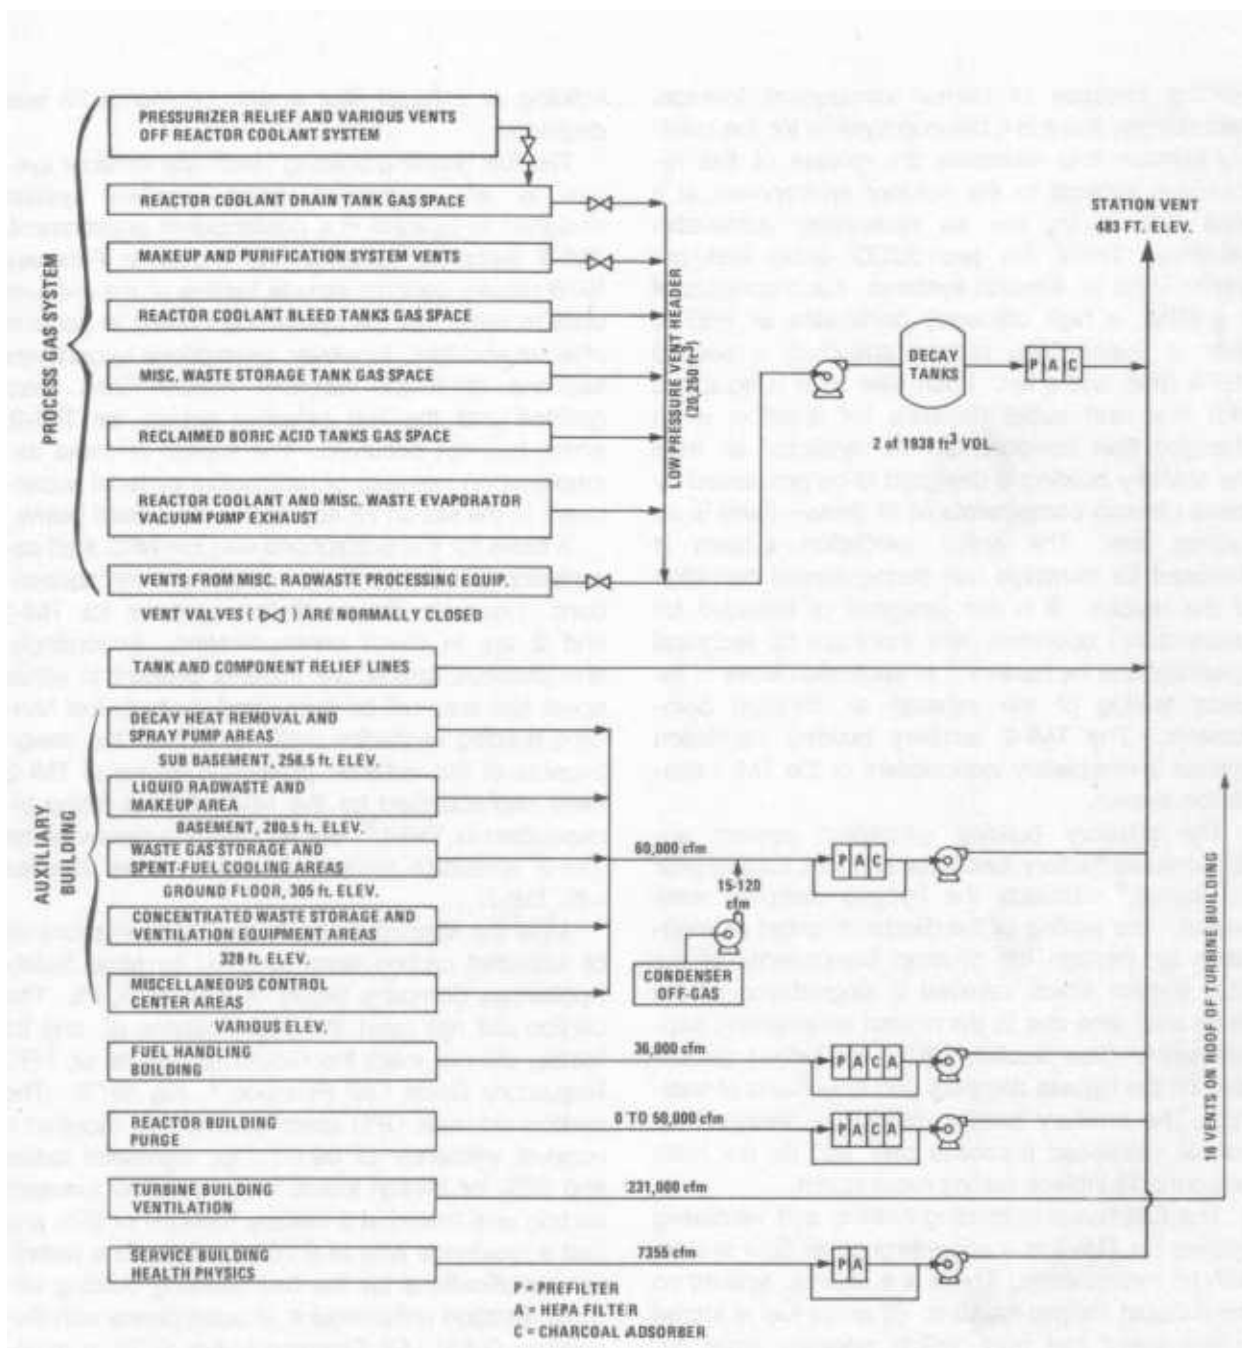 PROCESS GAS SYSTEM
PRESSURIZER RELIEF AND VARIOUS VENTS
OFF REACTOR COOLANT SYSTEM
REACTOR COOLANT DRAIN TANK GAS SPACE
MAKEUP AND PURIFICATION SYSTEM VENTS
REACTOR COOLANT BLEED TANKS GAS SPACE
MISC. WASTE STORAGE TANK GAS SPACE
RECLAIMED BORIC ACID TANKS GAS SPACE
REACTOR COOLANT AND MISC. WASTE EVAPORATOR
VACUUM PUMP EXHAUST
VENTS FROM MISC. RADWASTE PROCESSING EQUIP.
VENT VALVES ( ) ARE NORMALLY CLOSED
LOW PRESSURE VENT HEADER
(20,250 ft³)
DECAY
TANKS
2 of 1938 ft³ VOL.
P A C
STATION VENT
483 FT. ELEV.
TANK AND COMPONENT RELIEF LINES
AUXILIARY
BUILDING
DECAY HEAT REMOVAL AND
SPRAY PUMP AREAS
SUB BASEMENT, 258.5 ft. ELEV.
LIQUID RADWASTE AND
MAKEUP AREA
BASEMENT, 280.5 ft. ELEV.
WASTE GAS STORAGE AND
SPENT-FUEL COOLING AREAS
GROUND FLOOR, 305 ft. ELEV.
CONCENTRATED WASTE STORAGE AND
VENTILATION EQUIPMENT AREAS
328 ft. ELEV.
MISCELLANEOUS CONTROL
CENTER AREAS
VARIOUS ELEV.
60,000 cfm
15-120
cfm
CONDENSER
OFF-GAS
P A C
FUEL HANDLING
BUILDING
36,000 cfm
P A C A
REACTOR BUILDING
PURGE
0 TO 50,000 cfm
P A C A
TURBINE BUILDING
VENTILATION
231,000 cfm
SERVICE BUILDING
HEALTH PHYSICS
7355 cfm
P A
16 VENTS ON ROOF OF TURBINE BUILDING
P = PREFILTER
A = HEPA FILTER
C = CHARCOAL ADSORBER